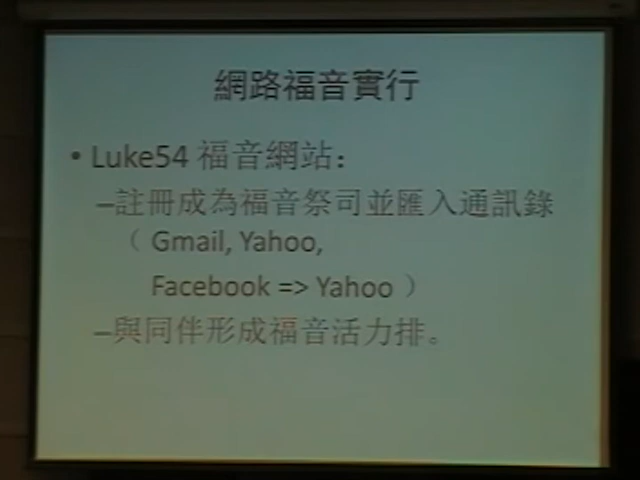 網路福音實行
• Luke54 福音網站：
–註冊成為福音祭司並匯入通訊錄
（ Gmail, Yahoo,
Facebook => Yahoo ）
–與同伴形成福音活力排。